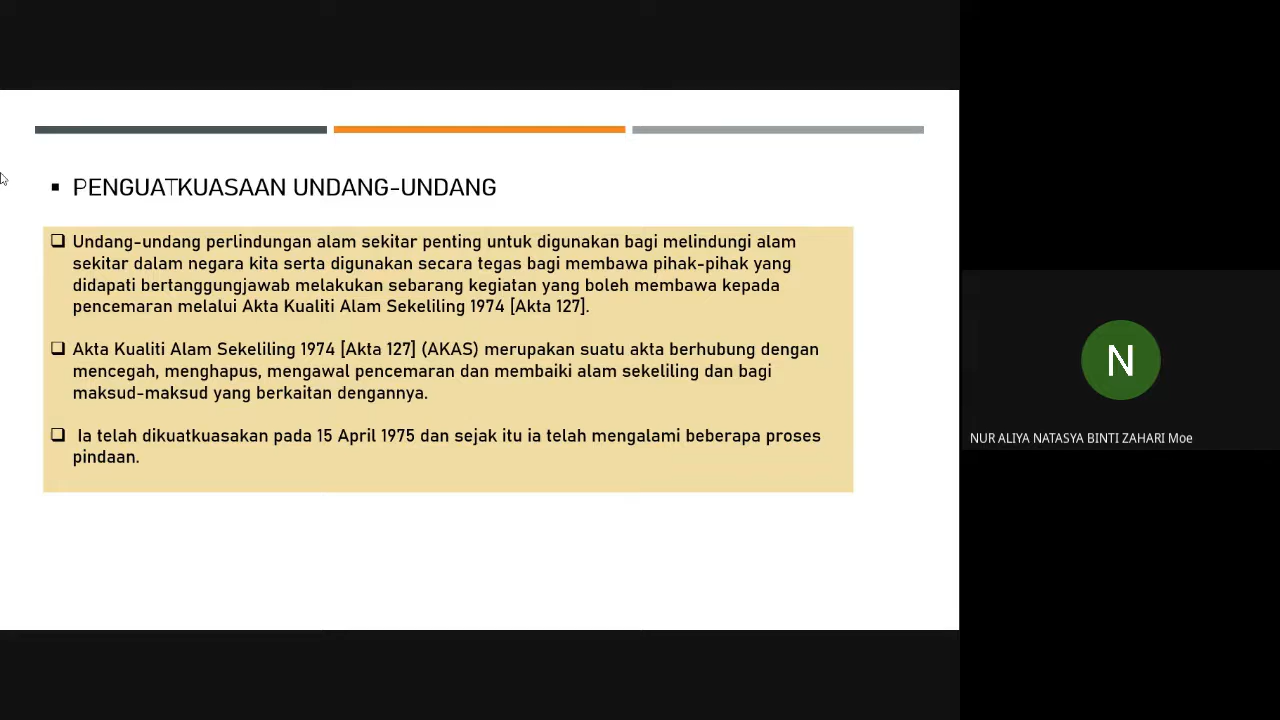 PENGUATKUASAAN UNDANG-UNDANG
Undang-undang perlindungan alam sekitar penting untuk digunakan bagi melindungi alam
sekitar dalam negara kita serta digunakan secara tegas bagi membawa pihak-pihak yang
didapati bertanggungjawab melakukan sebarang kegiatan yang boleh membawa kepada
pencemaran melalui Akta Kualiti Alam Sekeliling 1974 [Akta 127].
Akta Kualiti Alam Sekeliling 1974 [Akta 127] (AKAS) merupakan suatu akta berhubung dengan
mencegah, menghapus, mengawal pencemaran dan membaiki alam sekeliling dan bagi
maksud-maksud yang berkaitan dengannya.
Ia telah dikuatkuasakan pada 15 April 1975 dan sejak itu ia telah mengalami beberapa proses
pindaan.
N
NUR ALIYA NATASYA BINTI ZAHARI Moe